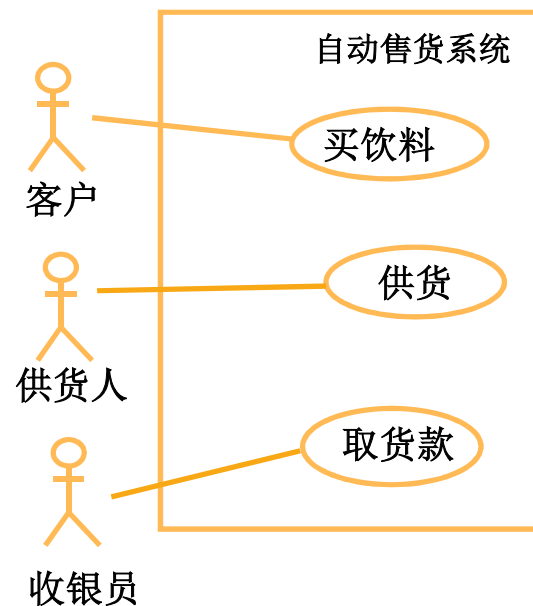 自动售货系统
买饮料
客户
供货
供货人
取货款
收银员